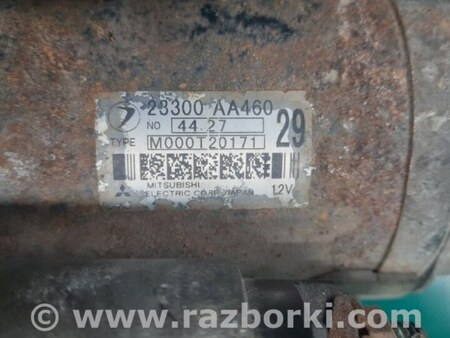 23300 AA460
NO 44.27
29
TYPE M000T20171
MITSUBISHI
ELECTRIC CORP. JAPAN
12V
© www.razborki.com